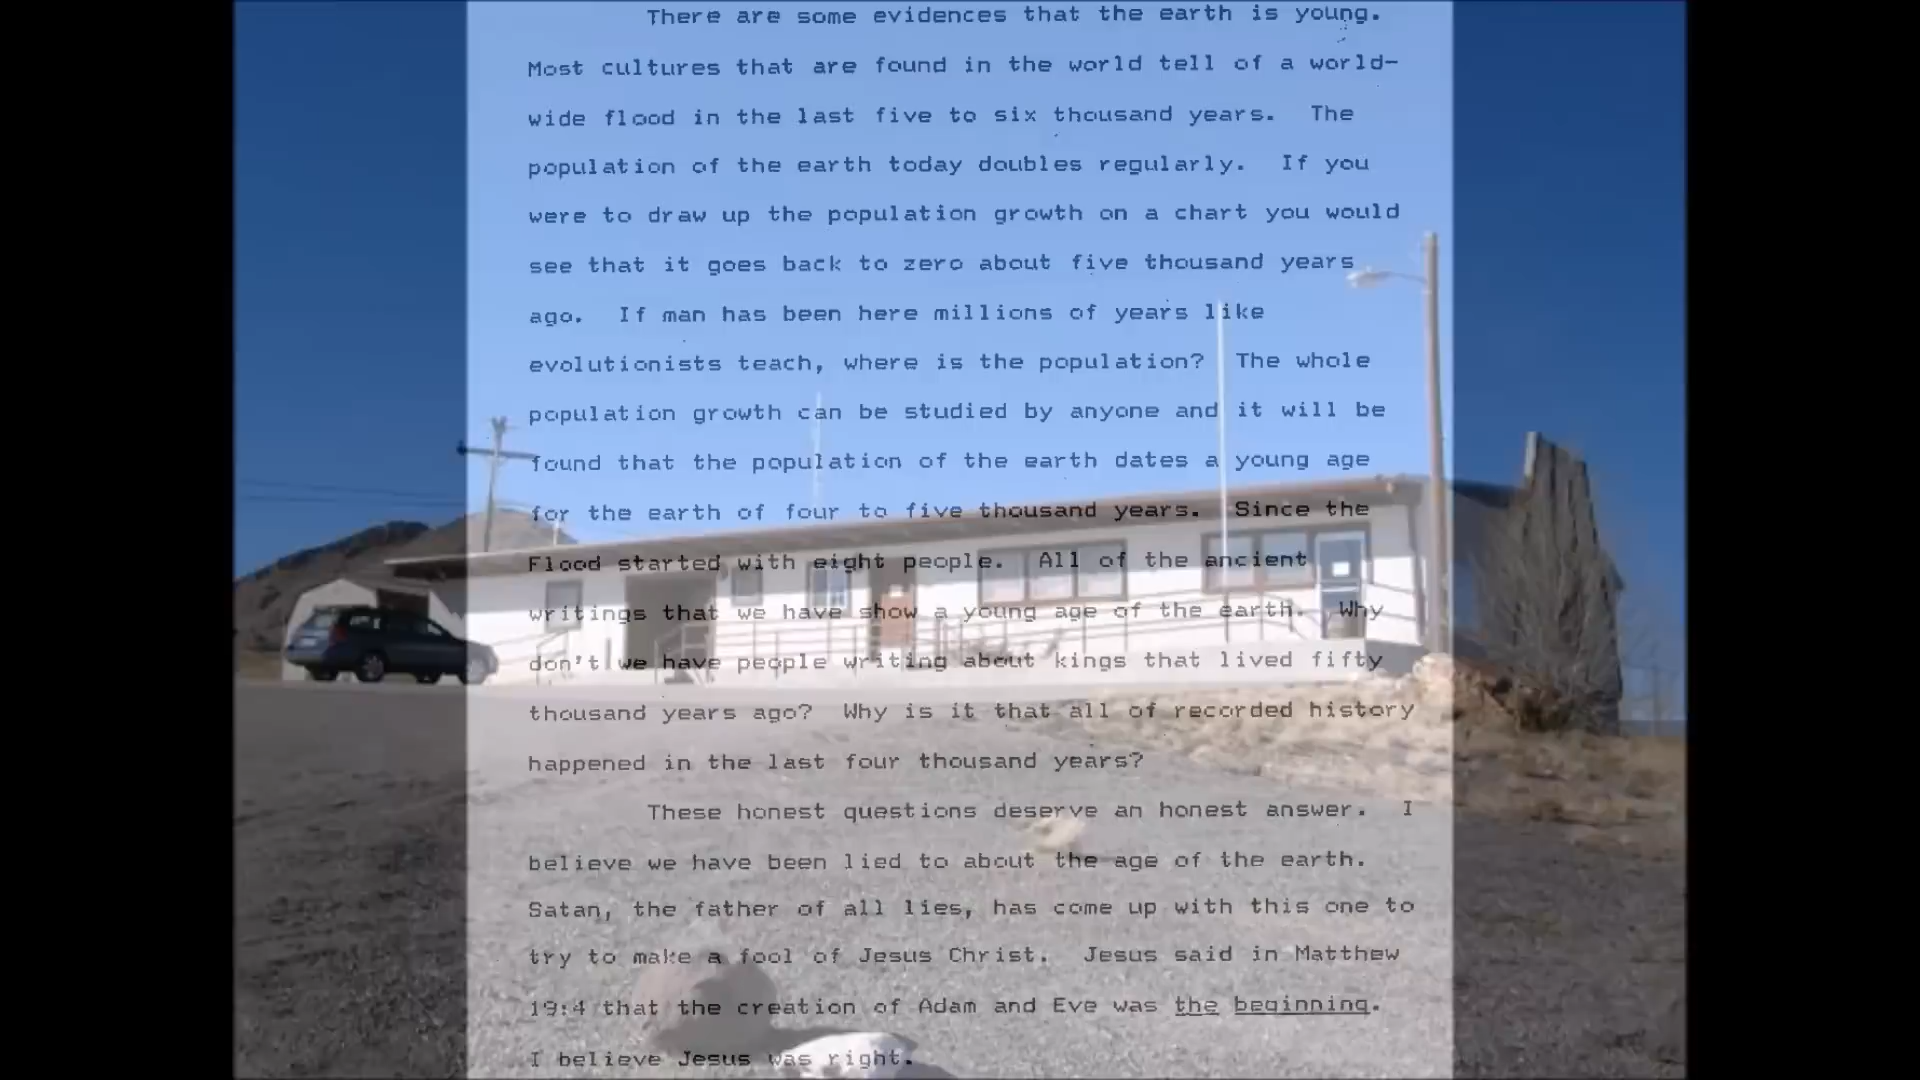 There are some evidences that the earth is young.
Most cultures that are found in the world tell of a world-
wide flood in the last five to six thousand years. The
population of the earth today doubles regularly. If you
were to draw up the population growth on a chart you would
see that it goes back to zero about five thousand years
ago. If man has been here millions of years like
evolutionists teach, where is the population? The whole
population growth can be studied by anyone and it will be
found that the population of the earth dates a young age
for the earth of four to five thousand years. Since the
Flood started with eight people. All of the ancient
writings that we have show a young age of the earth. Why
don't we have people writing about kings that lived fifty
thousand years ago? Why is it that all of recorded history
happened in the last four thousand years?
These honest questions deserve an honest answer. I
believe we have been lied to about the age of the earth.
Satan, the father of all lies, has come up with this one to
try to make a fool of Jesus Christ. Jesus said in Matthew
19:4 that the creation of Adam and Eve was the beginning.
I believe Jesus was right.